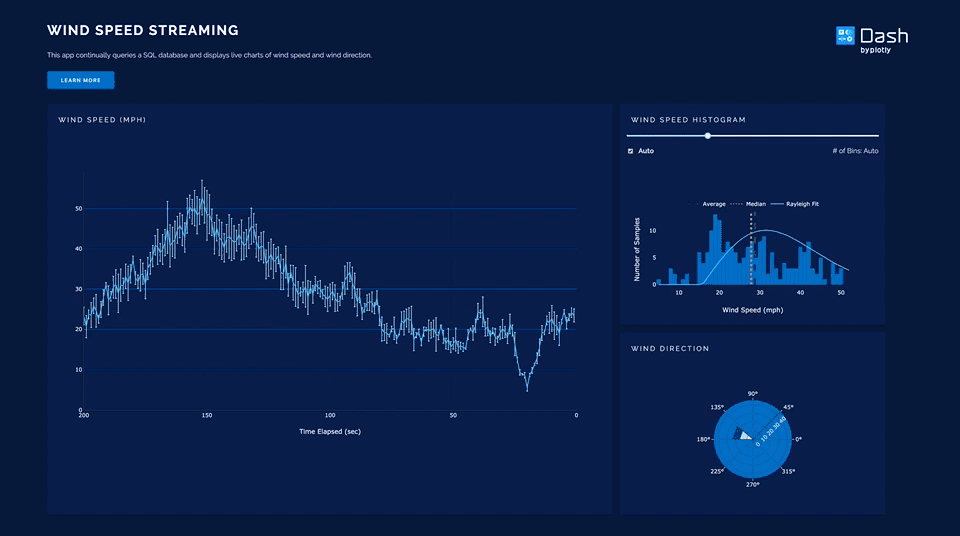 WIND SPEED STREAMING
This app continually queries a SQL database and displays live charts of wind speed and wind direction.
LEARN MORE
Dash
by plotly
WIND SPEED (MPH)
50
40
30
20
10
0
200 150 100 50 0
Time Elapsed (sec)
WIND SPEED HISTOGRAM
Auto
# of Bins: Auto
Average Median Rayleigh Fit
Number of Samples
10
5
0
10 20 30 40 50
Wind Speed (mph)
WIND DIRECTION
90°
135° 45°
180° 0°
0 10 20 30 40
225° 315°
270°